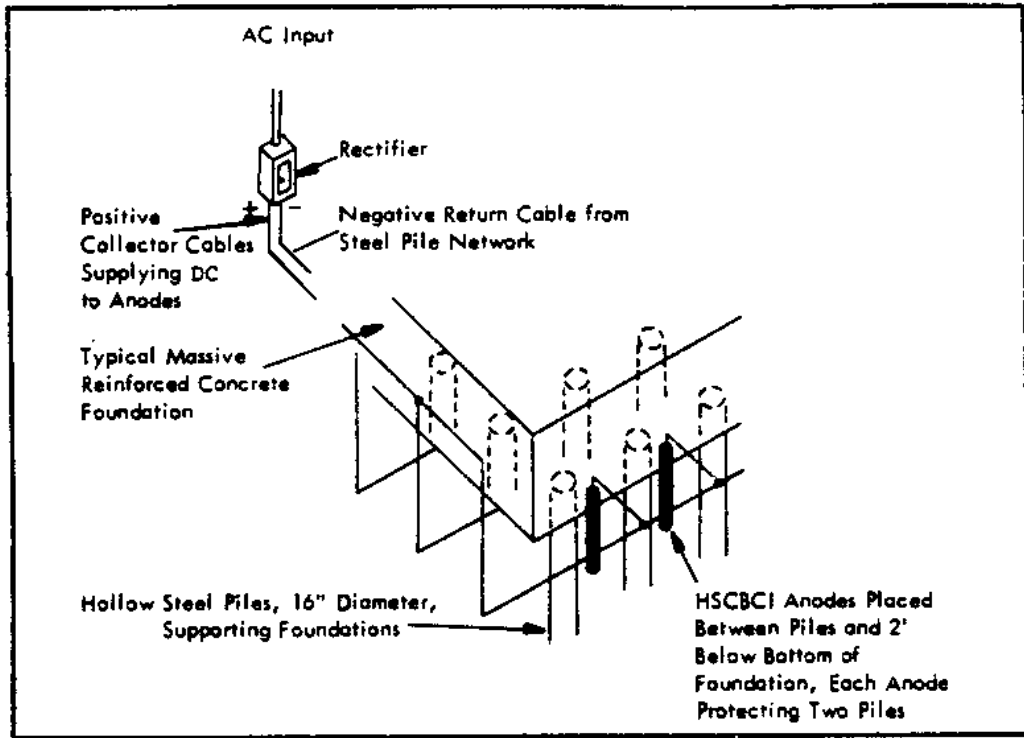 AC Input
Rectifier
+ -
Positive
Collector Cables
Supplying DC
to Anodes
Negative Return Cable from
Steel Pile Network
Typical Massive
Reinforced Concrete
Foundation
Hollow Steel Piles, 16" Diameter,
Supporting Foundations
HSCBCI Anodes Placed
Between Piles and 2'
Below Bottom of
Foundation, Each Anode
Protecting Two Piles